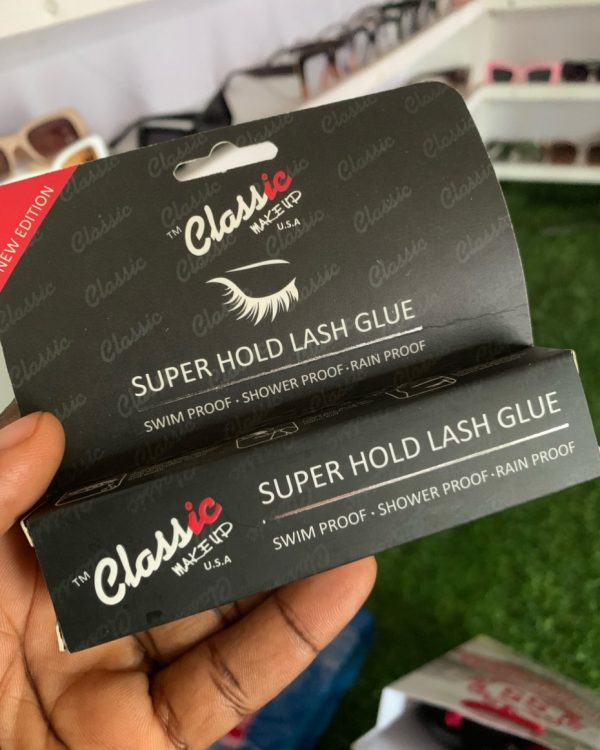 NEW EDITION
TM Classic
MAKE UP
U.S.A
SUPER HOLD LASH GLUE
SWIM PROOF · SHOWER PROOF · RAIN PROOF
TM Classic
MAKE UP
U.S.A
SUPER HOLD LASH GLUE
SWIM PROOF · SHOWER PROOF · RAIN PROOF